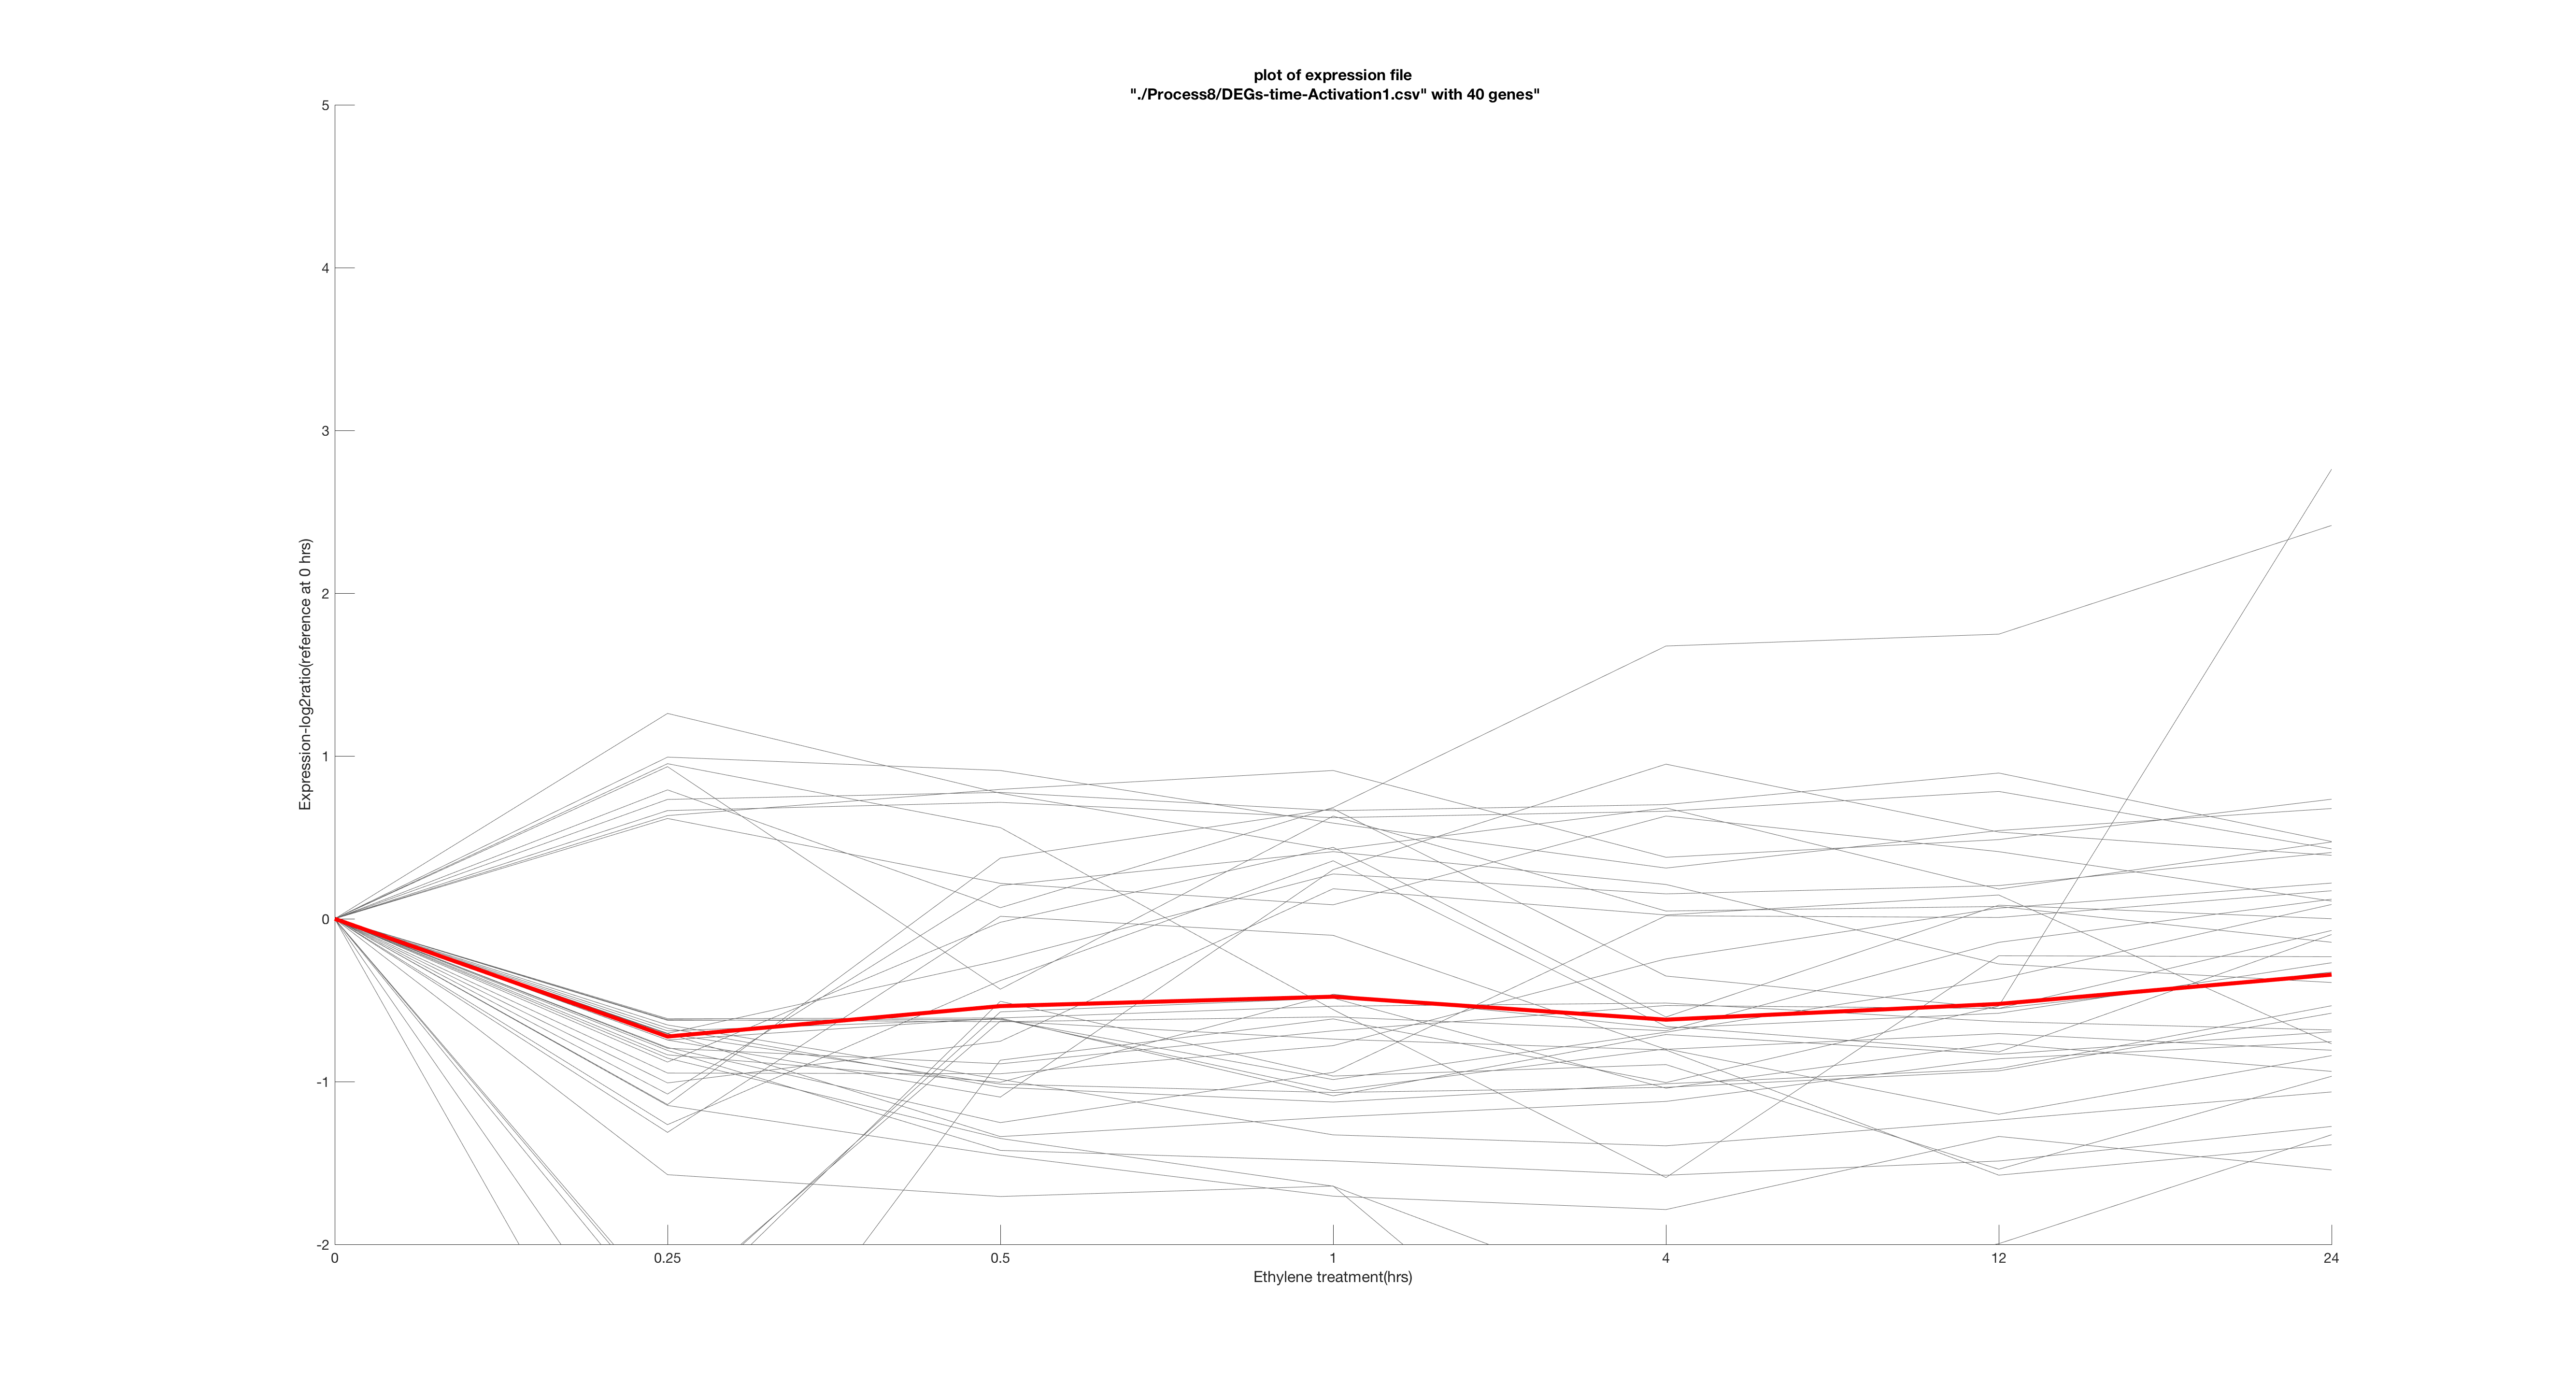 plot of expression file
"./Process8/DEGs-time-Activation1.csv" with 40 genes"
5
4
3
2
1
0
-1
-2
Expression-log2ratio(reference at 0 hrs)
0 0.25 0.5 1 4 12 24
Ethylene treatment(hrs)